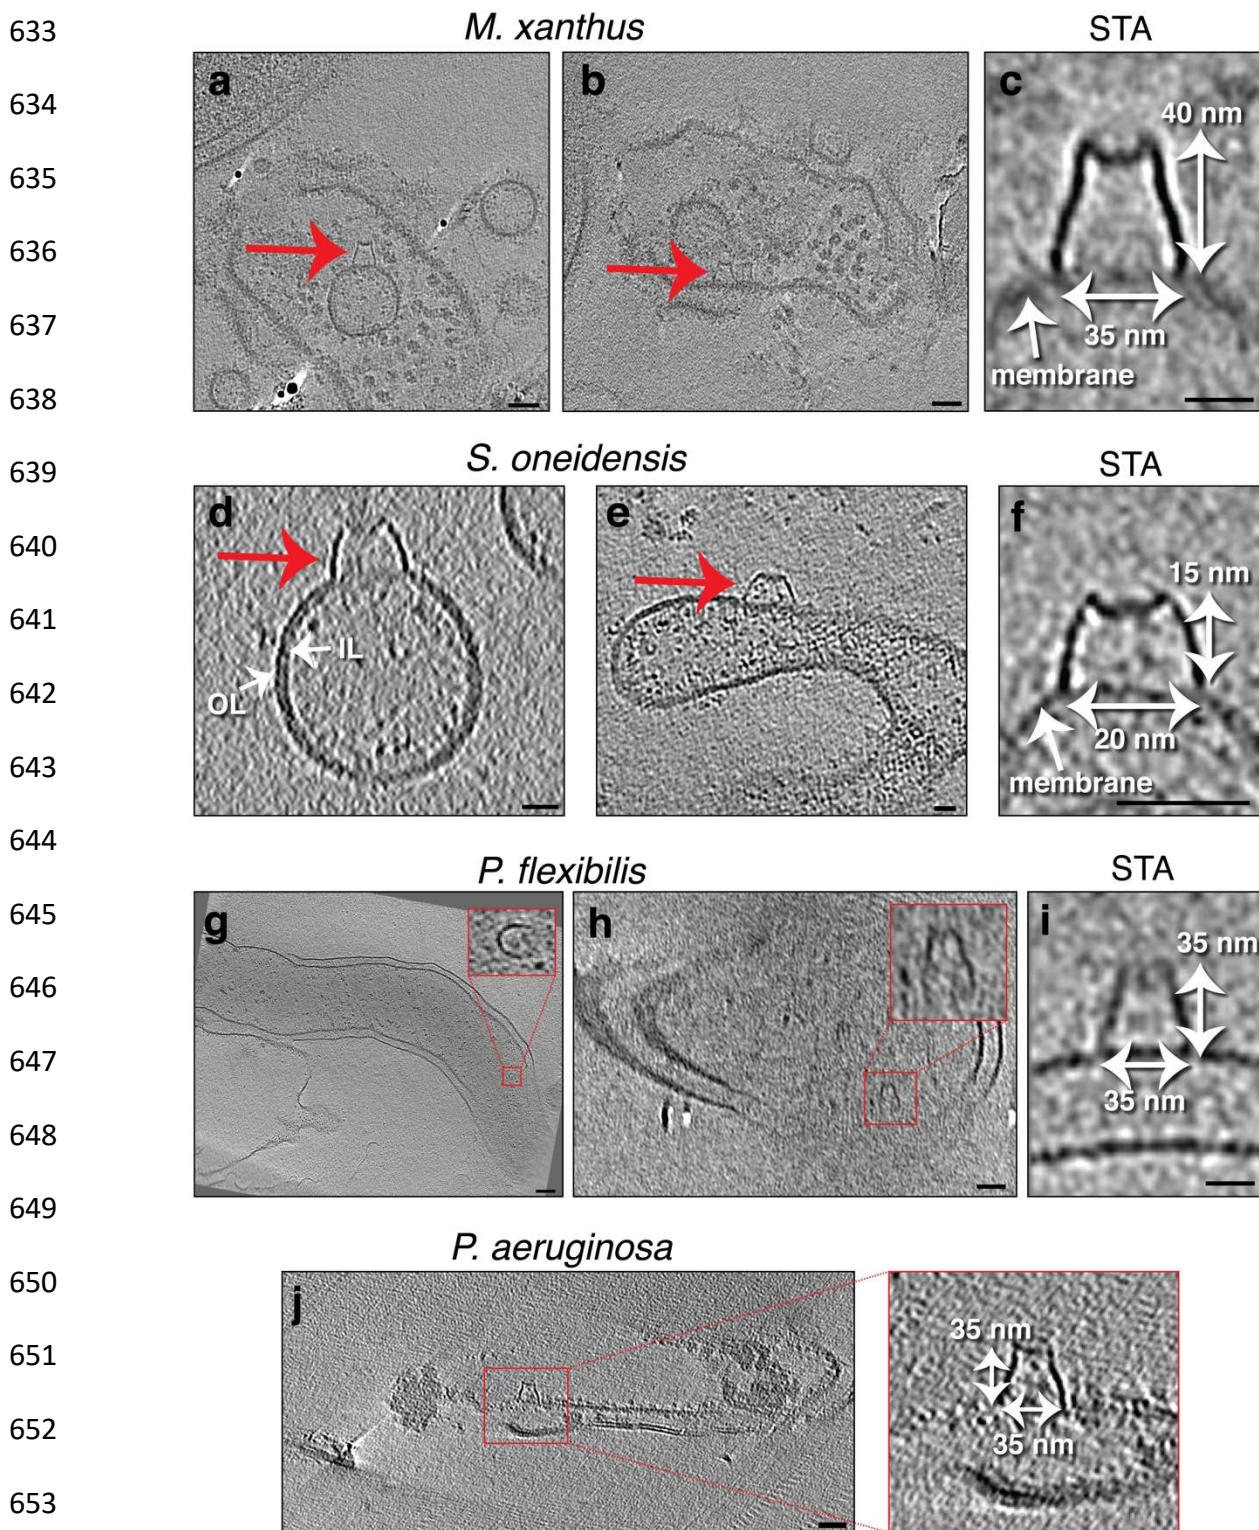 633
M. xanthus
STA
a
b
c
40 nm
634
635
636
35 nm
637
membrane
638
639
S. oneidensis
STA
d
e
f
640
15 nm
641
IL
OL
642
20 nm
643
membrane
644
P. flexibilis
STA
645
g
h
i
35 nm
646
647
35 nm
648
649
P. aeruginosa
650
j
651
35 nm
652
35 nm
653